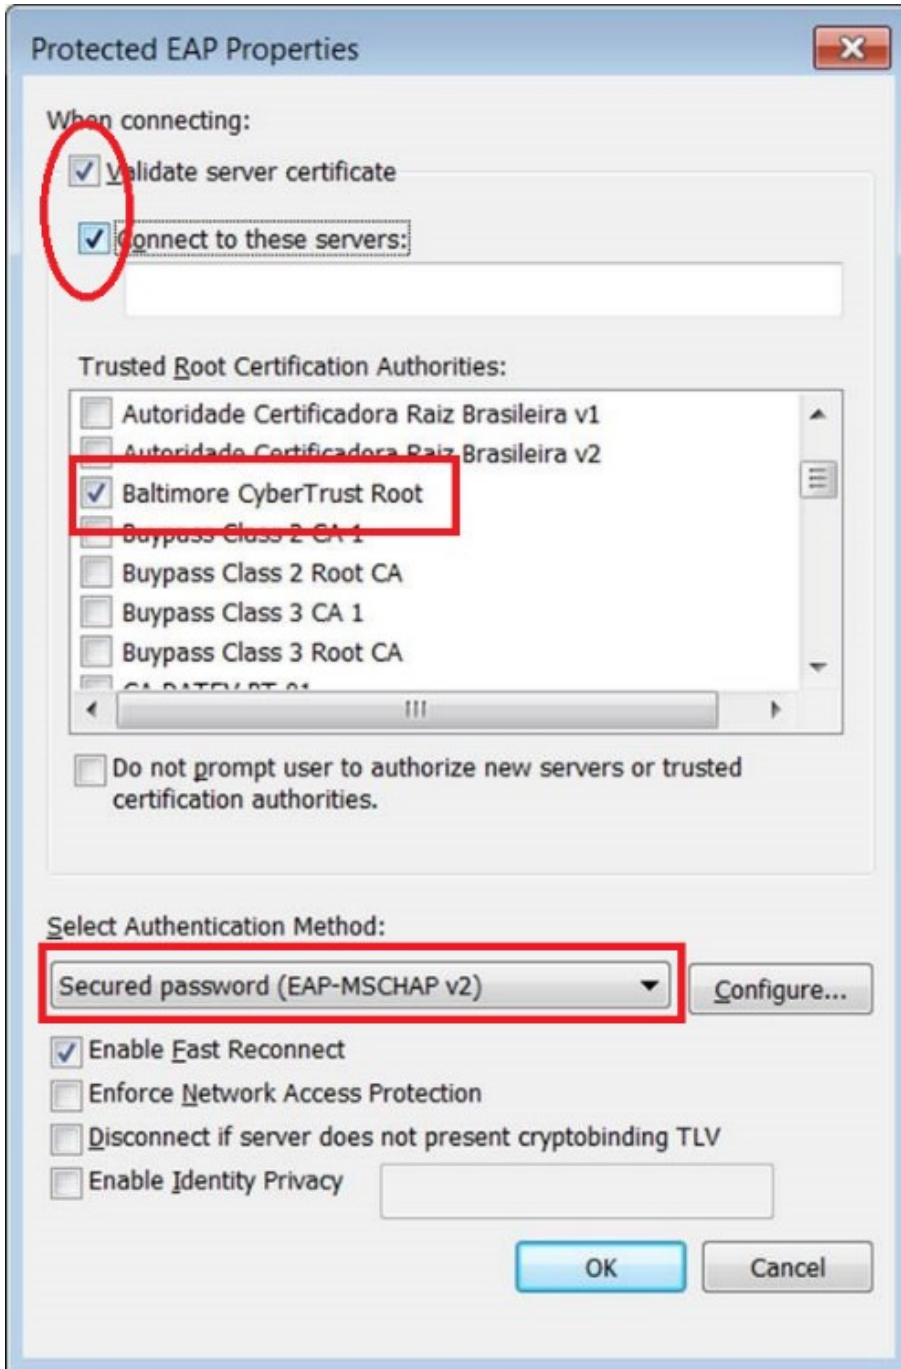 Protected EAP Properties
When connecting:
Validate server certificate
Connect to these servers:
Trusted Root Certification Authorities:
Autoridade Certificadora Raiz Brasileira v1
Autoridade Certificadora Raiz Brasileira v2
Baltimore CyberTrust Root
Buypass Class 2 CA 1
Buypass Class 2 Root CA
Buypass Class 3 CA 1
Buypass Class 3 Root CA
CA DATEV BT 01
Do not prompt user to authorize new servers or trusted
certification authorities.
Select Authentication Method:
Secured password (EAP-MSCHAP v2)
Configure...
Enable Fast Reconnect
Enforce Network Access Protection
Disconnect if server does not present cryptobinding TLV
Enable Identity Privacy
OK
Cancel